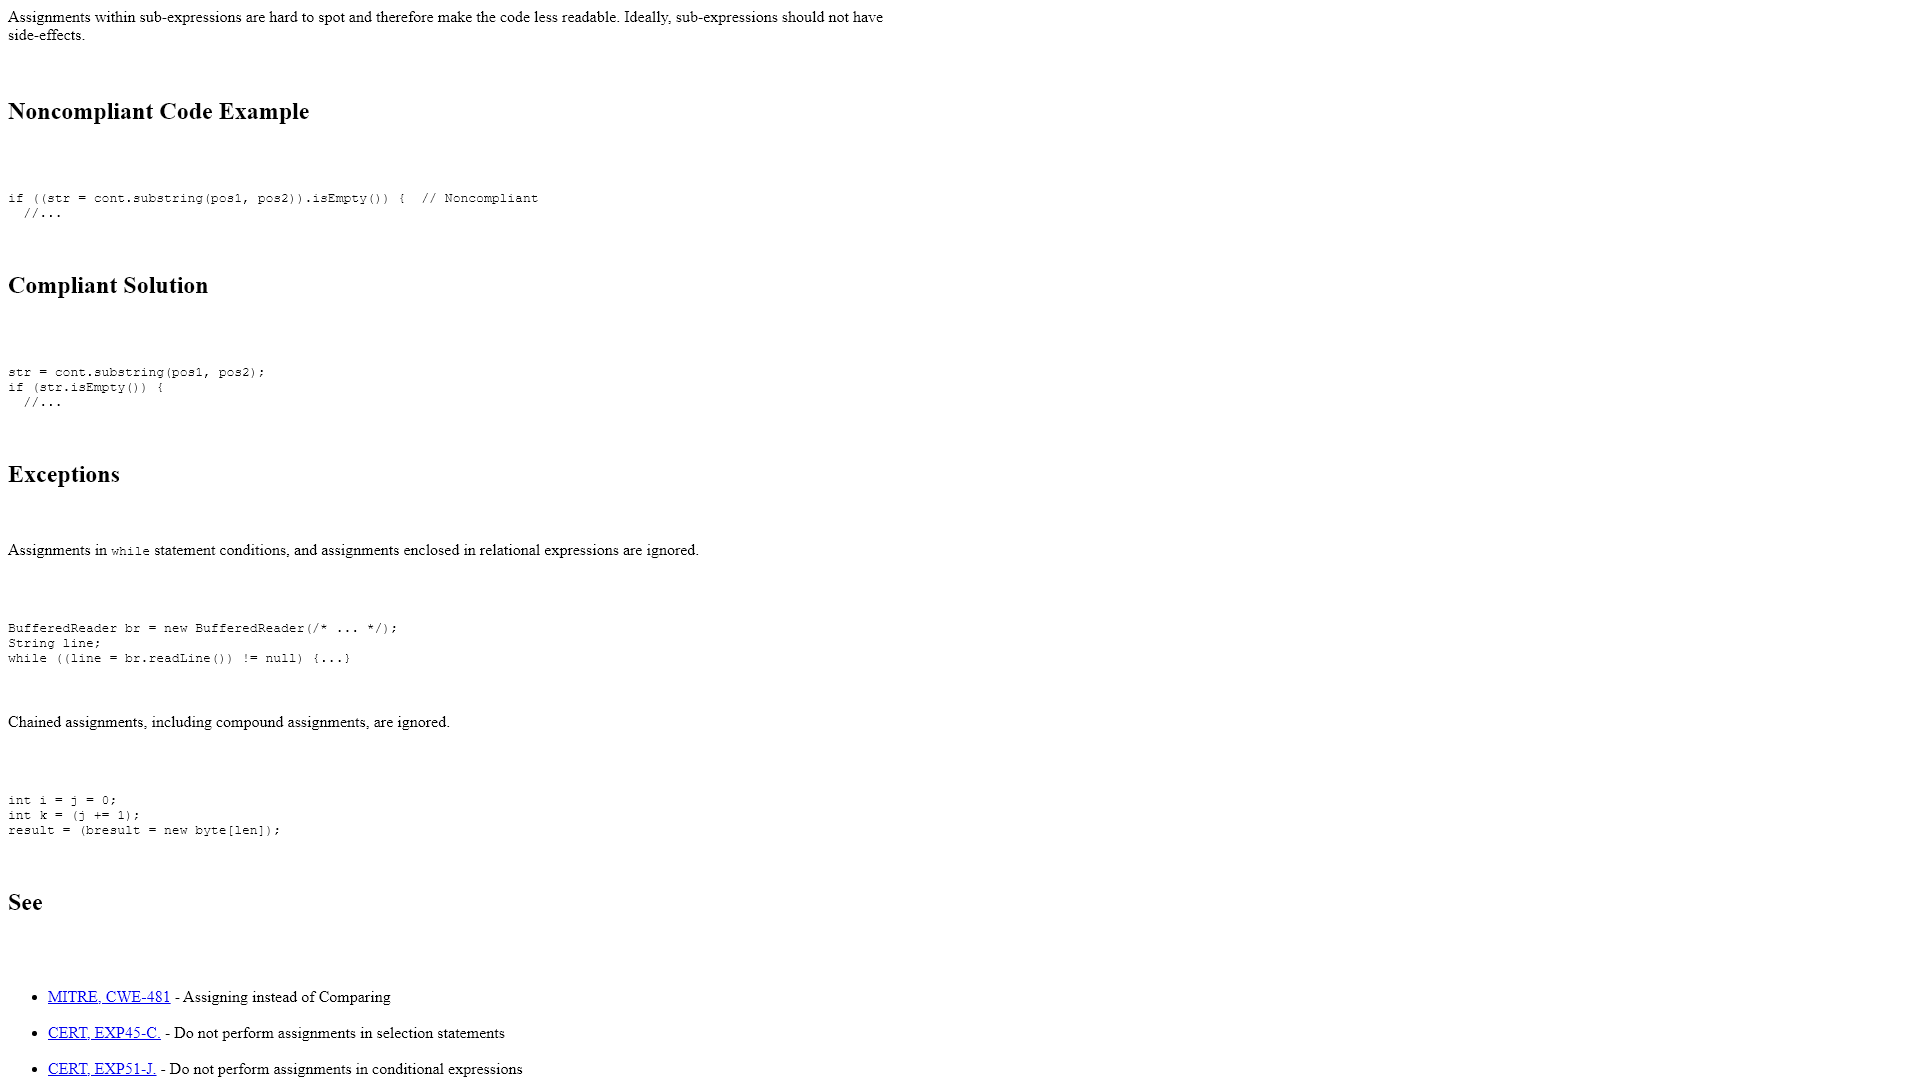 Assignments within sub-expressions are hard to spot and therefore make the code less readable. Ideally, sub-expressions should not have
side-effects.
Noncompliant Code Example
if ((str = cont.substring(pos1, pos2)).isEmpty()) {  // Noncompliant
  //...
Compliant Solution
str = cont.substring(pos1, pos2);
if (str.isEmpty()) {
  //...
Exceptions
Assignments in while statement conditions, and assignments enclosed in relational expressions are ignored.
BufferedReader br = new BufferedReader(/* ... */);
String line;
while ((line = br.readLine()) != null) {...}
Chained assignments, including compound assignments, are ignored.
int i = j = 0;
int k = (j += 1);
result = (bresult = new byte[len]);
See
• MITRE, CWE-481 - Assigning instead of Comparing
• CERT, EXP45-C. - Do not perform assignments in selection statements
• CERT, EXP51-J. - Do not perform assignments in conditional expressions